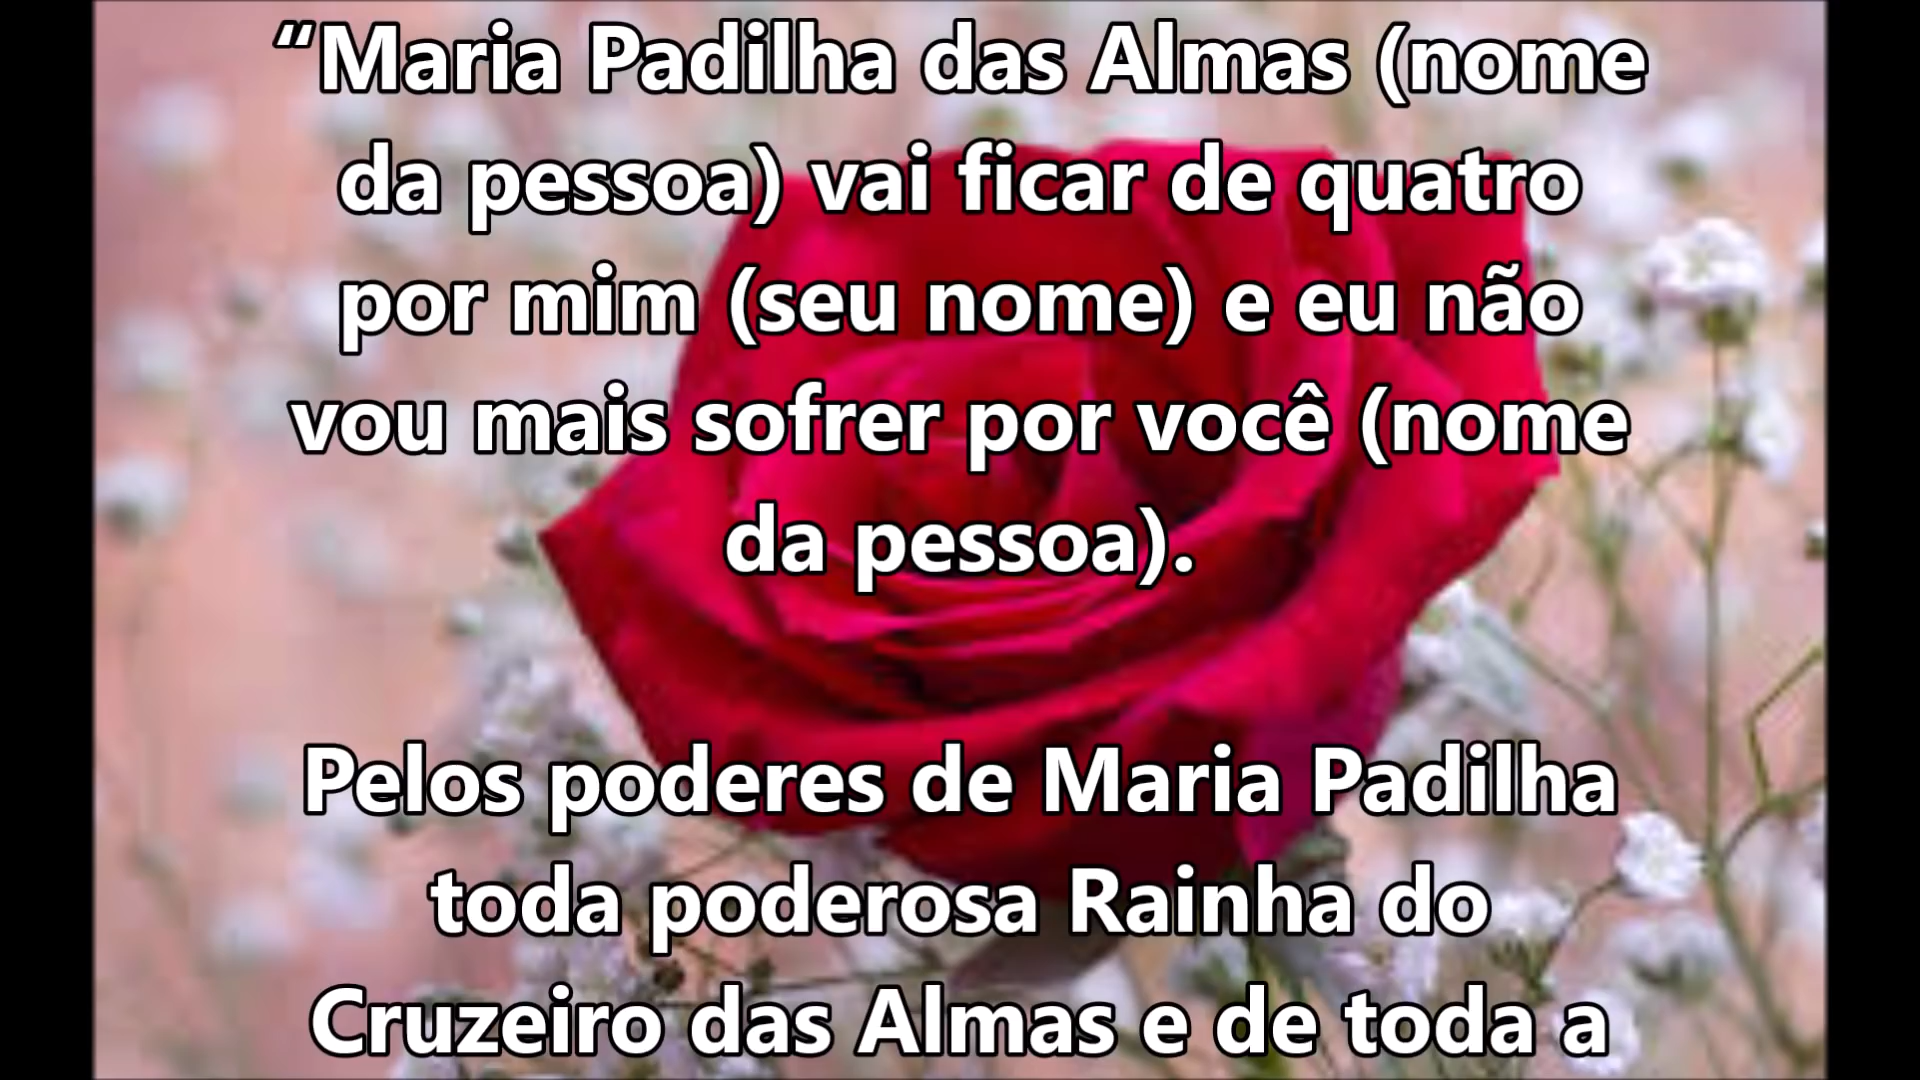 “Maria Padilha das Almas (nome
da pessoa) vai ficar de quatro
por mim (seu nome) e eu não
vou mais sofrer por você (nome
da pessoa).
Pelos poderes de Maria Padilha
toda poderosa Rainha do
Cruzeiro das Almas e de toda a